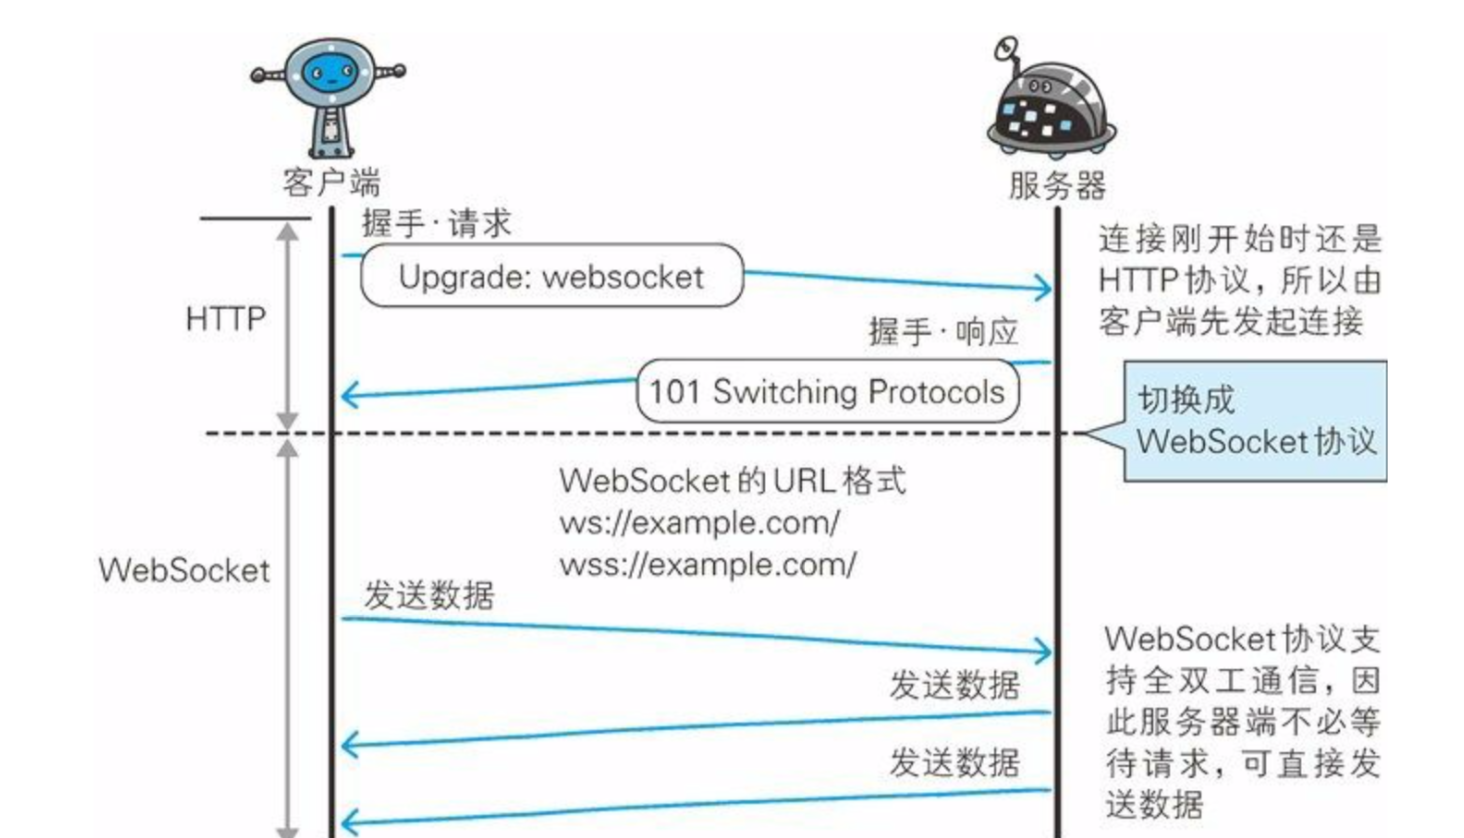 客户端
服务器
握手·请求
Upgrade: websocket
连接刚开始时还是
HTTP协议，所以由
客户端先发起连接
HTTP
握手·响应
101 Switching Protocols
切换成
WebSocket协议
WebSocket的URL格式
ws://example.com/
wss://example.com/
WebSocket
发送数据
发送数据
发送数据
WebSocket协议支
持全双工通信，因
此服务器端不必等
待请求，可直接发
送数据